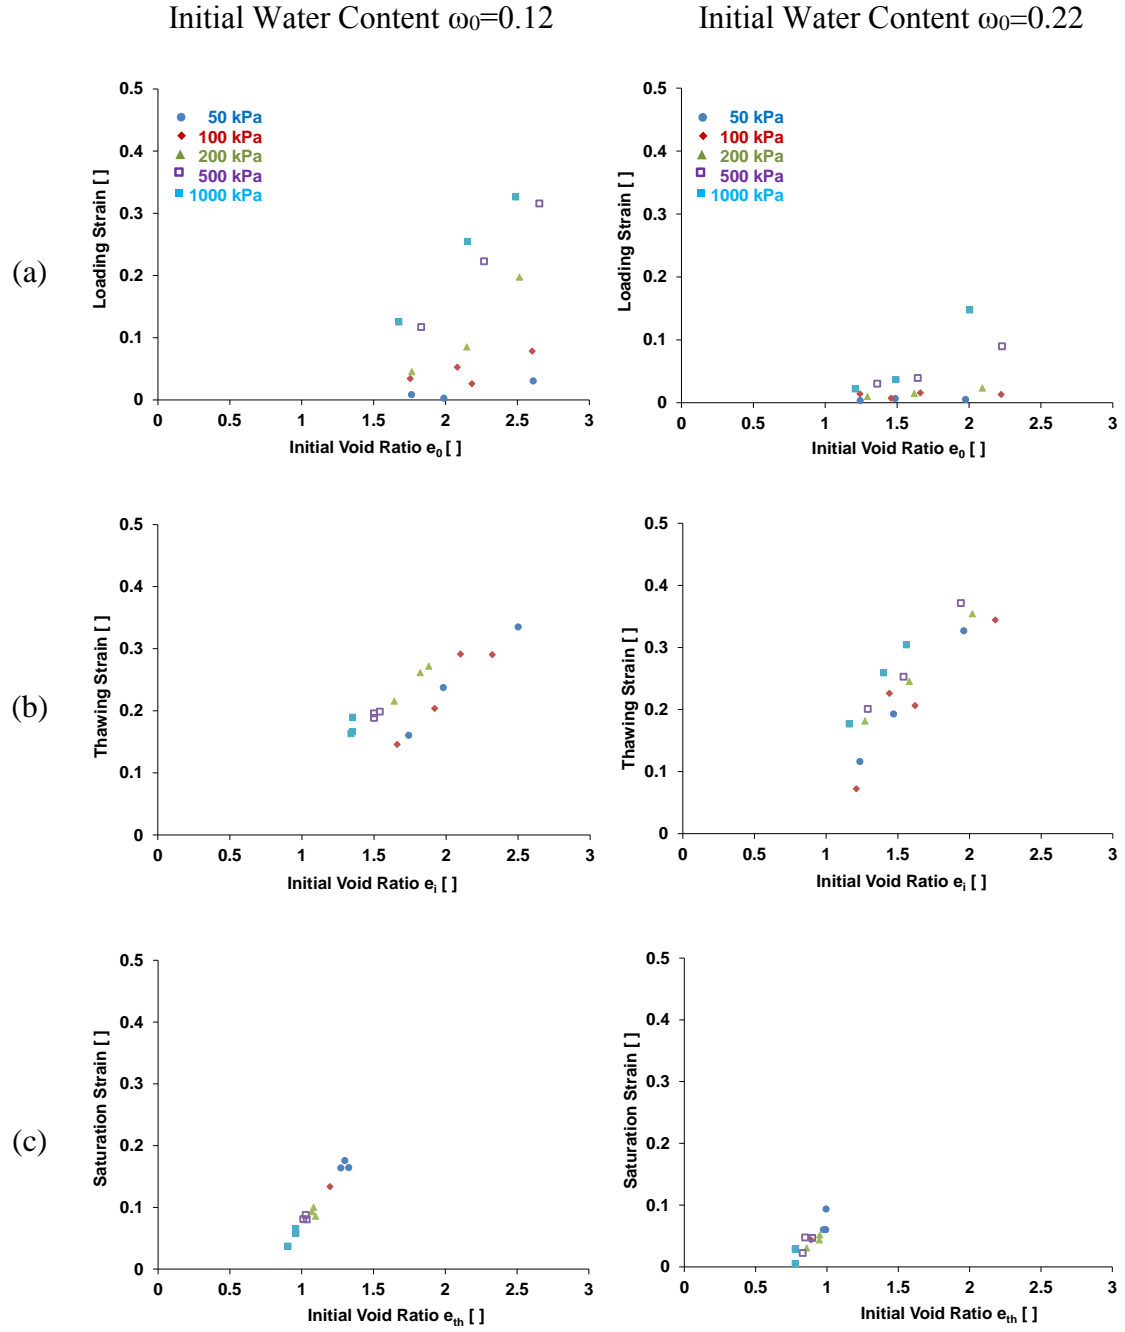 Initial Water Content ω0=0.12
Initial Water Content ω0=0.22
(a)
Loading Strain [ ]
0.5
0.4
0.3
0.2
0.1
0
50 kPa
100 kPa
200 kPa
500 kPa
1000 kPa
0 0.5 1 1.5 2 2.5 3
Initial Void Ratio e0 [ ]
Loading Strain [ ]
0.5
0.4
0.3
0.2
0.1
0
50 kPa
100 kPa
200 kPa
500 kPa
1000 kPa
0 0.5 1 1.5 2 2.5 3
Initial Void Ratio e0 [ ]
(b)
Thawing Strain [ ]
0.5
0.4
0.3
0.2
0.1
0
0 0.5 1 1.5 2 2.5 3
Initial Void Ratio ei [ ]
Thawing Strain [ ]
0.5
0.4
0.3
0.2
0.1
0
0 0.5 1 1.5 2 2.5 3
Initial Void Ratio ei [ ]
(c)
Saturation Strain [ ]
0.5
0.4
0.3
0.2
0.1
0
0 0.5 1 1.5 2 2.5 3
Initial Void Ratio eth [ ]
Saturation Strain [ ]
0.5
0.4
0.3
0.2
0.1
0
0 0.5 1 1.5 2 2.5 3
Initial Void Ratio eth [ ]